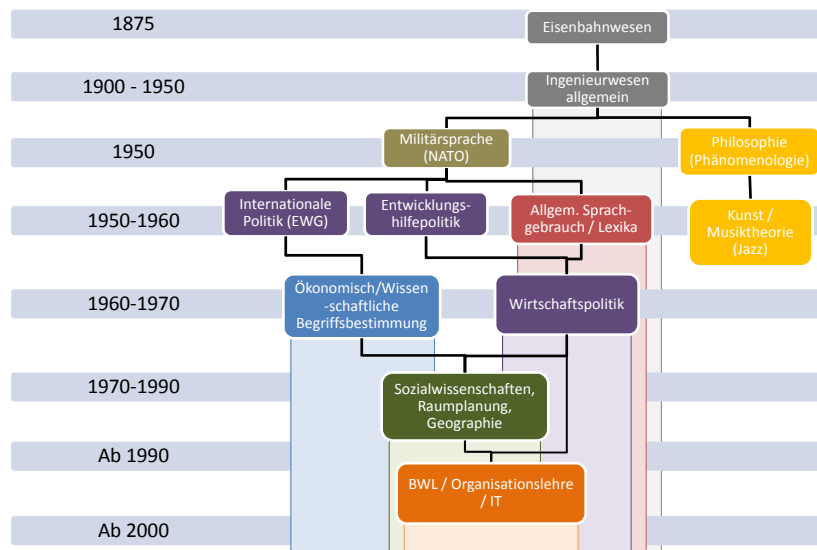 1875
Eisenbahnwesen
1900 - 1950
Ingenieurwesen
allgemein
1950
Militärsprache
(NATO)
Philosophie
(Phänomenologie)
1950-1960
Internationale
Politik (EWG)
Entwicklungs-
hilfepolitik
Allgem. Sprach-
gebrauch / Lexika
Kunst /
Musiktheorie
(Jazz)
1960-1970
Ökonomisch/Wissen
-schaftliche
Begriffsbestimmung
Wirtschaftspolitik
1970-1990
Sozialwissenschaften,
Raumplanung,
Geographie
Ab 1990
BWL / Organisationslehre
/ IT
Ab 2000